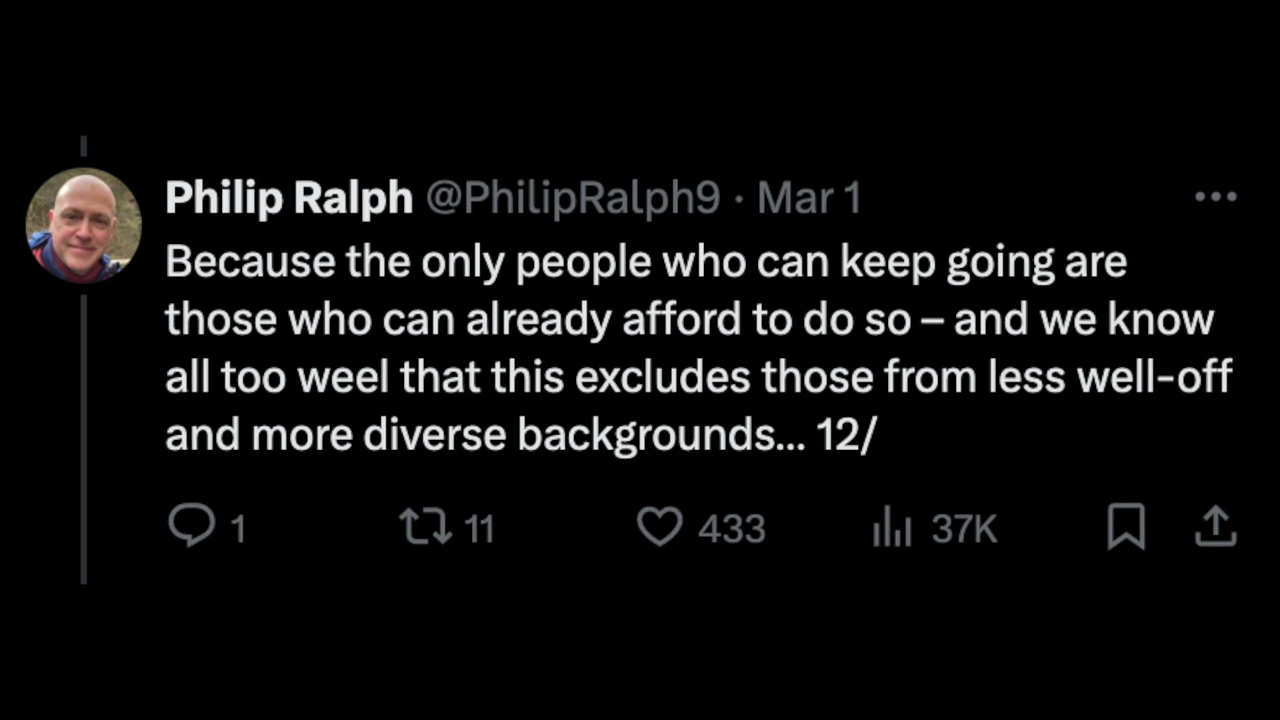 Philip Ralph @PhilipRalph9 · Mar 1
Because the only people who can keep going are
those who can already afford to do so – and we know
all too weel that this excludes those from less well-off
and more diverse backgrounds... 12/
1 11 433 37K